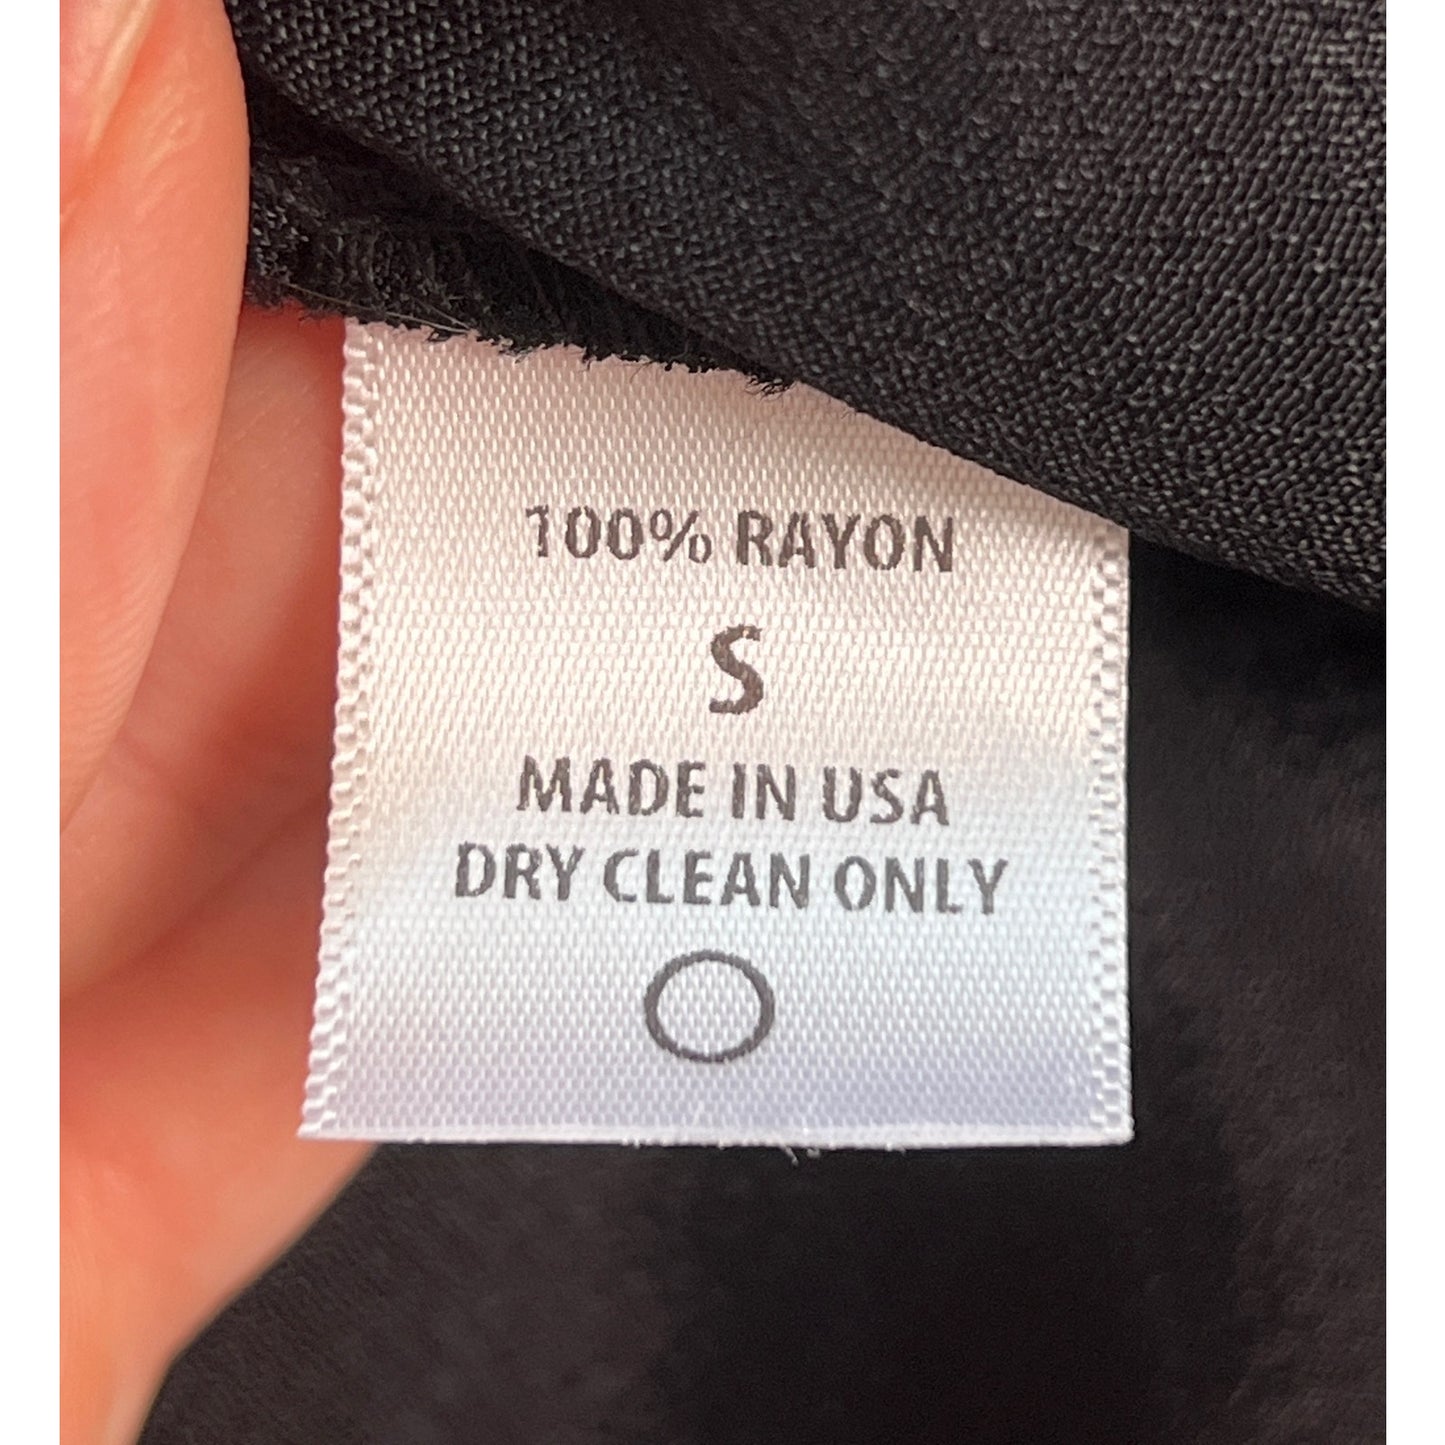 100% RAYON
S
MADE IN USA
DRY CLEAN ONLY